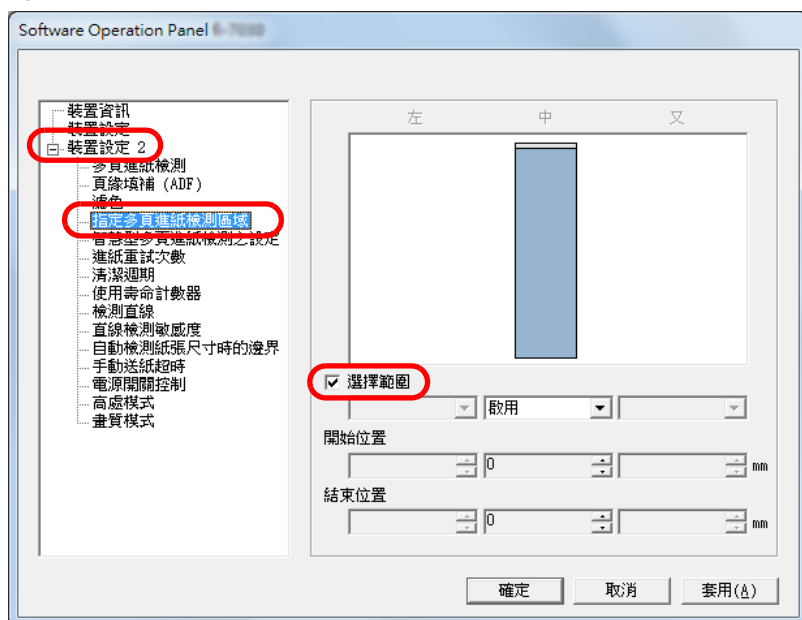 Software Operation Panel
裝置資訊
裝置設定
裝置設定 2
多頁進紙檢測
頁緣填補 (ADF)
濾色
指定多頁進紙檢測區域
智慧型多頁進紙檢測之設定
進紙重試次數
清潔週期
使用壽命計數器
檢測直線
直線檢測敏感度
自動檢測紙張尺寸時的邊界
手動送紙超時
電源開關控制
高處模式
畫質模式
左 中 又
選擇範圍
啟用
開始位置
0 mm
結束位置
0 mm
確定 取消 套用(A)